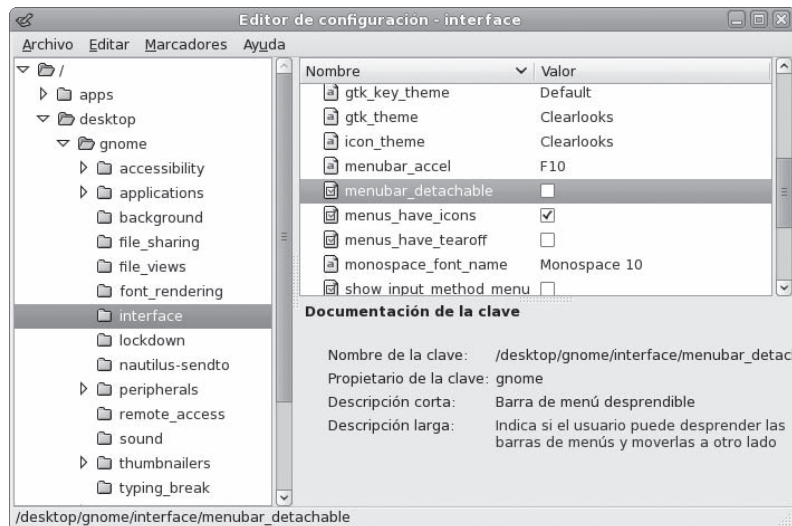 Editor de configuración - interface
Archivo Editar Marcadores Ayuda
/
apps
desktop
gnome
accessibility
applications
background
file_sharing
file_views
font_rendering
interface
lockdown
nautilus-sendto
peripherals
remote_access
sound
thumbnailers
typing_break
Nombre Valor
gtk_key_theme Default
gtk_theme Clearlooks
icon_theme Clearlooks
menubar_accel F10
menubar_detachable
menus_have_icons
menus_have_tearoff
monospace_font_name Monospace 10
show_input_method_menu
Documentación de la clave
Nombre de la clave: /desktop/gnome/interface/menubar_detac
Propietario de la clave: gnome
Descripción corta: Barra de menú desprendible
Descripción larga: Indica si el usuario puede desprender las
barras de menús y moverlas a otro lado
/desktop/gnome/interface/menubar_detachable